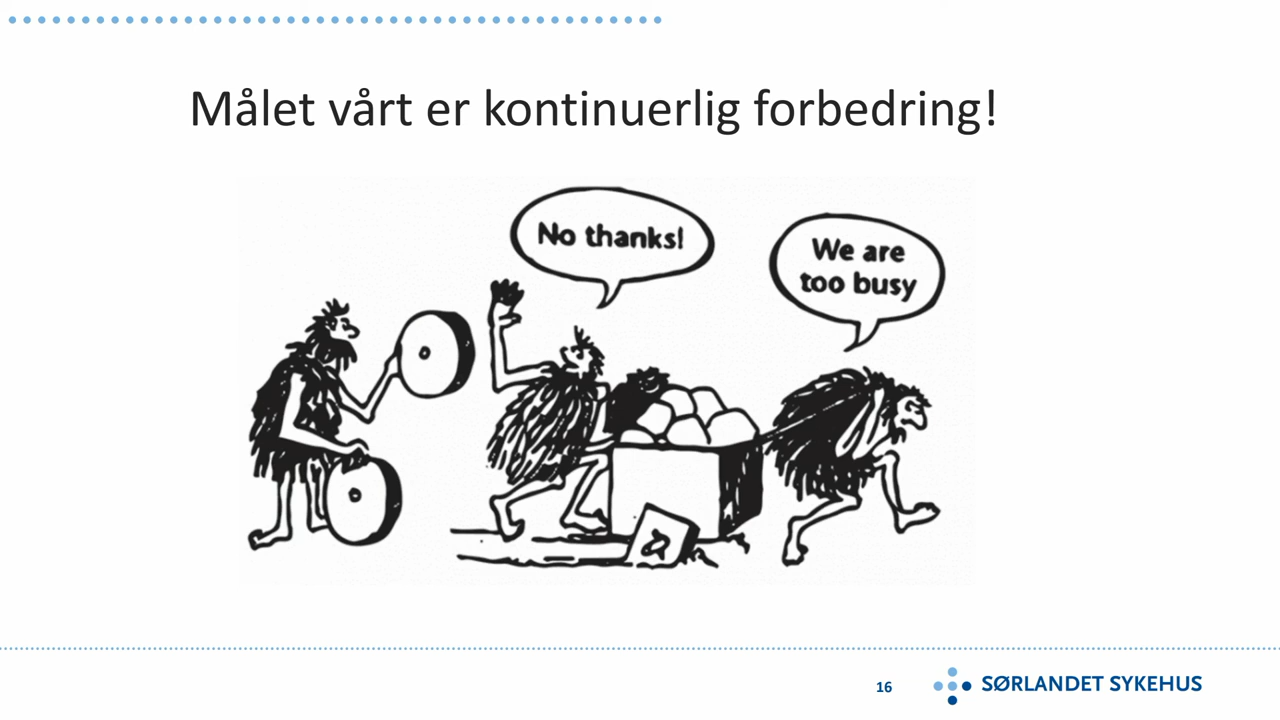 Målet vårt er kontinuerlig forbedring!
No thanks!
We are
too busy
16
SØRLANDET SYKEHUS